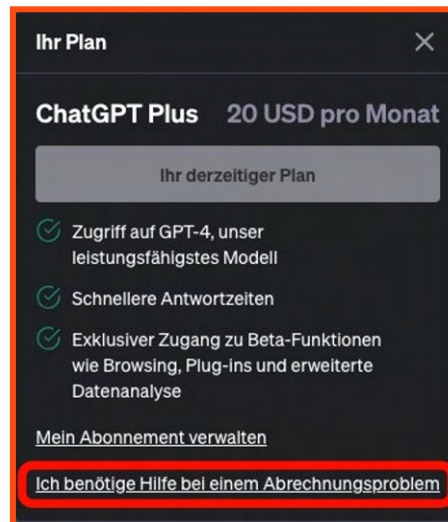 Ihr Plan
ChatGPT Plus 20 USD pro Monat
Ihr derzeitiger Plan
Zugriff auf GPT-4, unser
leistungsfähigstes Modell
Schnellere Antwortzeiten
Exklusiver Zugang zu Beta-Funktionen
wie Browsing, Plug-ins und erweiterte
Datenanalyse
Mein Abonnement verwalten
Ich benötige Hilfe bei einem Abrechnungsproblem